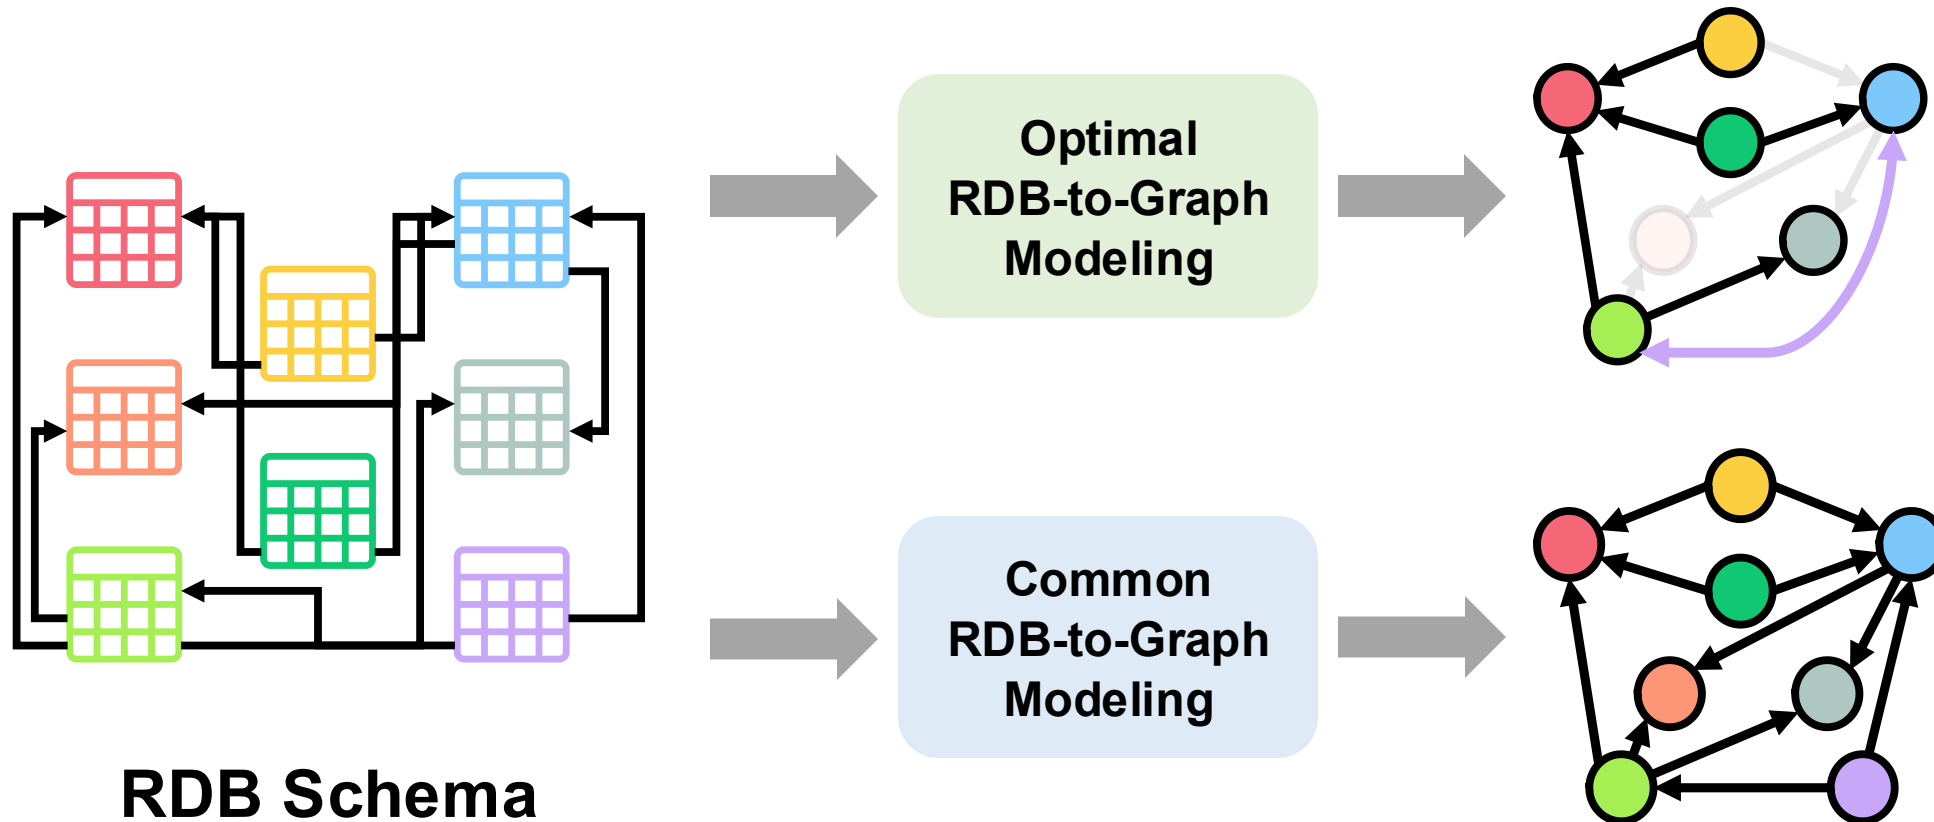 Optimal
RDB-to-Graph
Modeling
Common
RDB-to-Graph
Modeling
RDB Schema